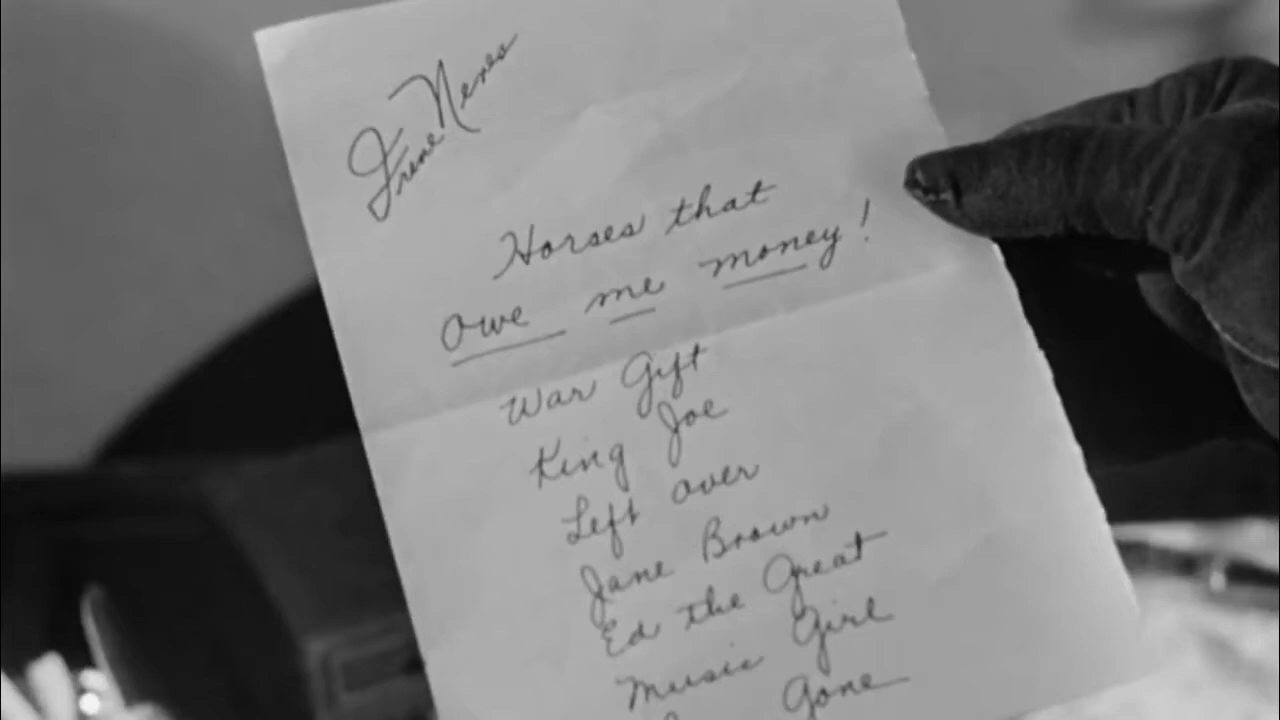 Irene Nenes
Horses that
owe me money!
War Gift
King Joe
Left over
Jane Brown
Ed the Great
Music Girl
Gone